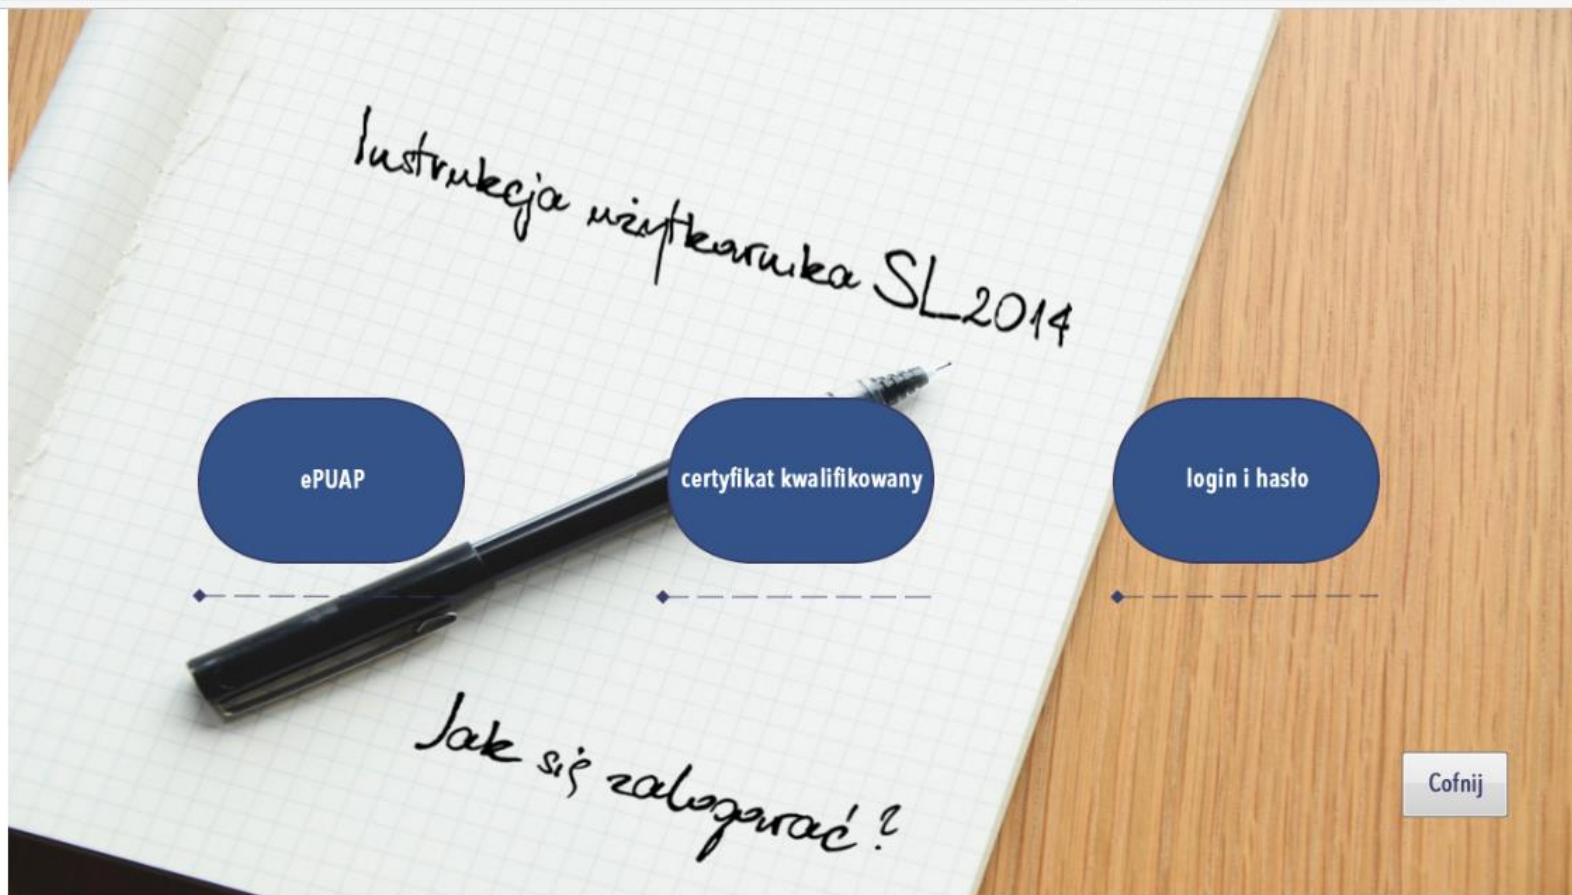 Instrukcja użytkownika SL2014
ePUAP
certyfikat kwalifikowany
login i hasło
Jak się zalogować?
Cofnij